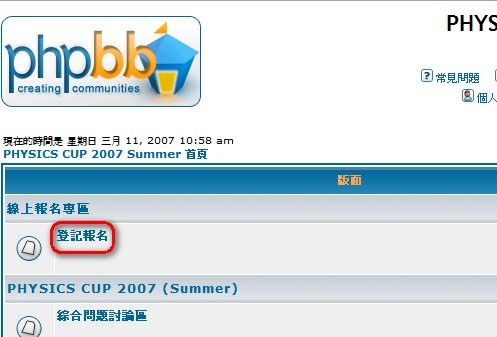 PHYS
phpbb
creating communities
常見問題
個人
現在的時間是 星期日 三月 11, 2007 10:58 am
PHYSICS CUP 2007 Summer 首頁
版面
線上報名專區
登記報名
PHYSICS CUP 2007 (Summer)
綜合問題討論區